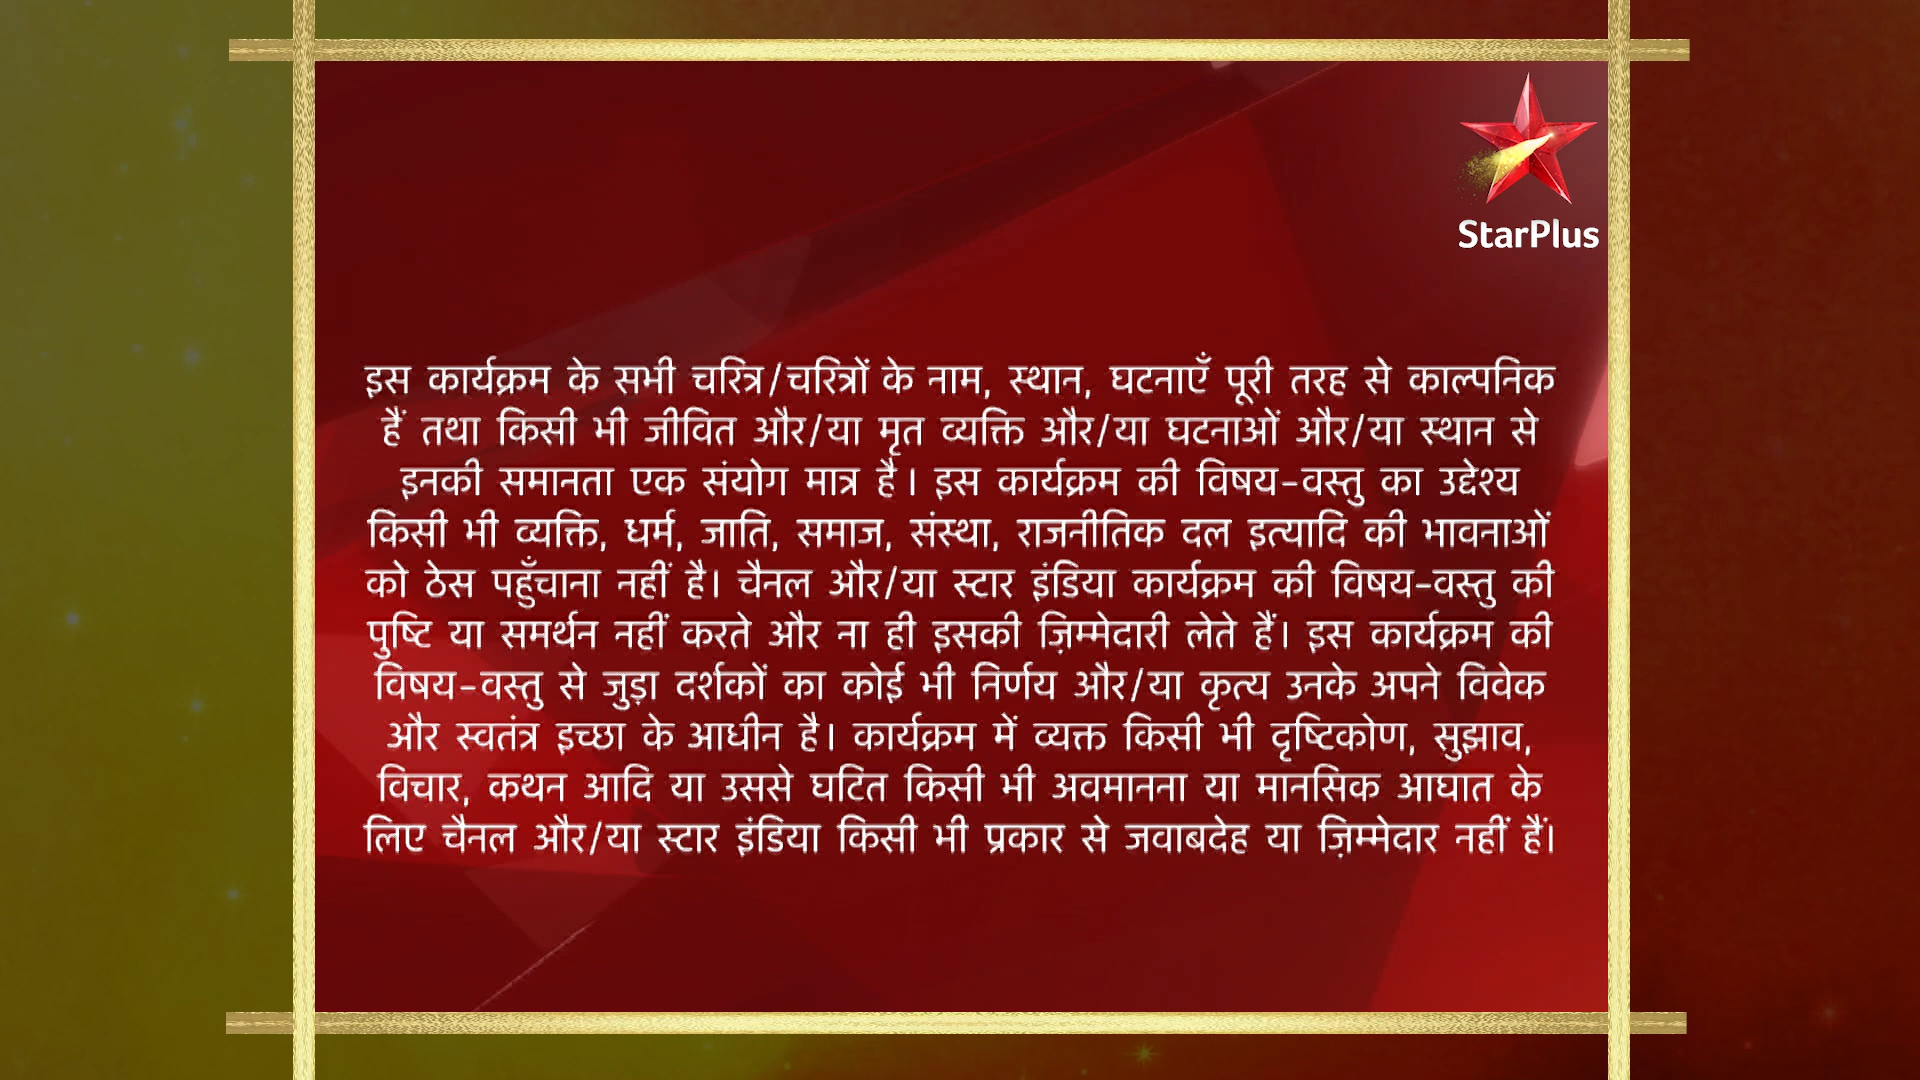 StarPlus
इस कार्यक्रम के सभी चरित्र/चरित्रों के नाम, स्थान, घटनाएँ पूरी तरह से काल्पनिक
हैं तथा किसी भी जीवित और/या मृत व्यक्ति और/या घटनाओं और/या स्थान से
इनकी समानता एक संयोग मात्र है। इस कार्यक्रम की विषय-वस्तु का उद्देश्य
किसी भी व्यक्ति, धर्म, जाति, समाज, संस्था, राजनीतिक दल इत्यादि की भावनाओं
को ठेस पहुँचाना नहीं है। चैनल और/या स्टार इंडिया कार्यक्रम की विषय-वस्तु की
पुष्टि या समर्थन नहीं करते और ना ही इसकी ज़िम्मेदारी लेते हैं। इस कार्यक्रम की
विषय-वस्तु से जुड़ा दर्शकों का कोई भी निर्णय और/या कृत्य उनके अपने विवेक
और स्वतंत्र इच्छा के आधीन है। कार्यक्रम में व्यक्त किसी भी दृष्टिकोण, सुझाव,
विचार, कथन आदि या उससे घटित किसी भी अवमानना या मानसिक आघात के
लिए चैनल और/या स्टार इंडिया किसी भी प्रकार से जवाबदेह या ज़िम्मेदार नहीं हैं।